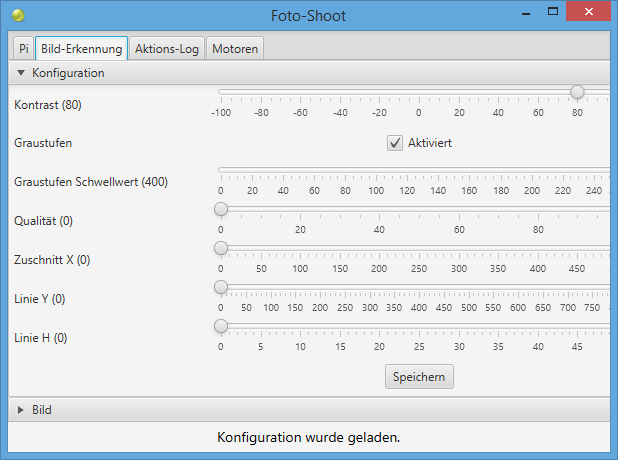 Foto-Shoot
Pi Bild-Erkennung Aktions-Log Motoren
Konfiguration
Kontrast (80)
-100 -80 -60 -40 -20 0 20 40 60 80
Graustufen Aktiviert
Graustufen Schwellwert (400)
0 20 40 60 80 100 120 140 160 180 200 220 240
Qualität (0)
0 20 40 60 80
Zuschnitt X (0)
0 50 100 150 200 250 300 350 400 450
Linie Y (0)
0 50 100 150 200 250 300 350 400 450 500 550 600 650 700 750 8
Linie H (0)
0 5 10 15 20 25 30 35 40 45
Speichern
Bild
Konfiguration wurde geladen.